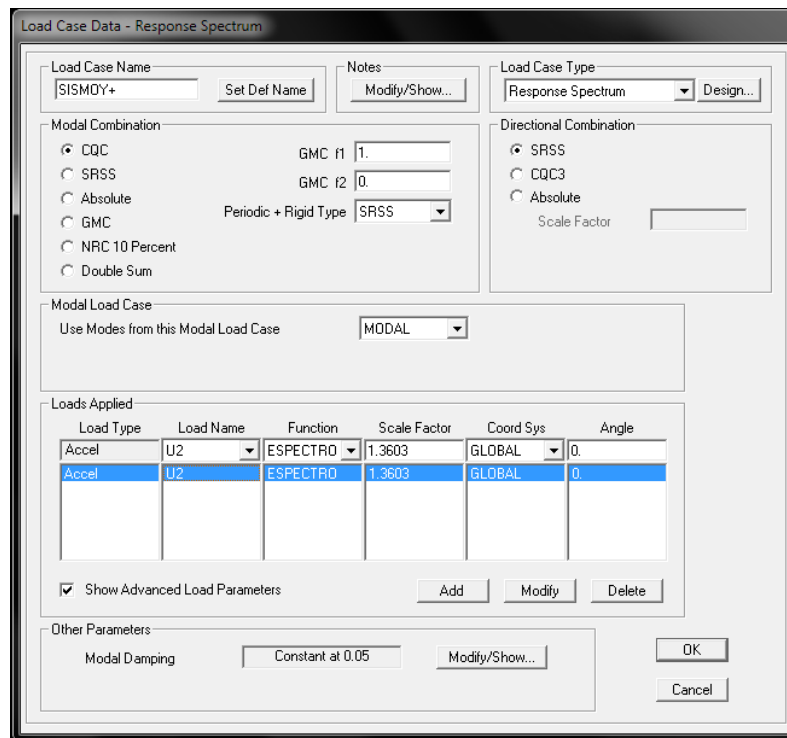 Load Case Data - Response Spectrum
Load Case Name
Notes
Load Case Type
SISMOY+
Set Def Name
Modify/Show...
Response Spectrum
Design...
Modal Combination
Directional Combination
CQC
GMC f1
1.
SRSS
SRSS
GMC f2
0.
CQC3
Absolute
Periodic + Rigid Type
SRSS
Absolute
GMC
Scale Factor
NRC 10 Percent
Double Sum
Modal Load Case
Use Modes from this Modal Load Case
MODAL
Loads Applied
Load Type Load Name Function Scale Factor Coord Sys Angle
Accel U2 ESPECTRO 1.3603 GLOBAL 0.
Accel U2 ESPECTRO 1.3603 GLOBAL 0.
Show Advanced Load Parameters
Add
Modify
Delete
Other Parameters
Modal Damping
Constant at 0.05
Modify/Show...
OK
Cancel